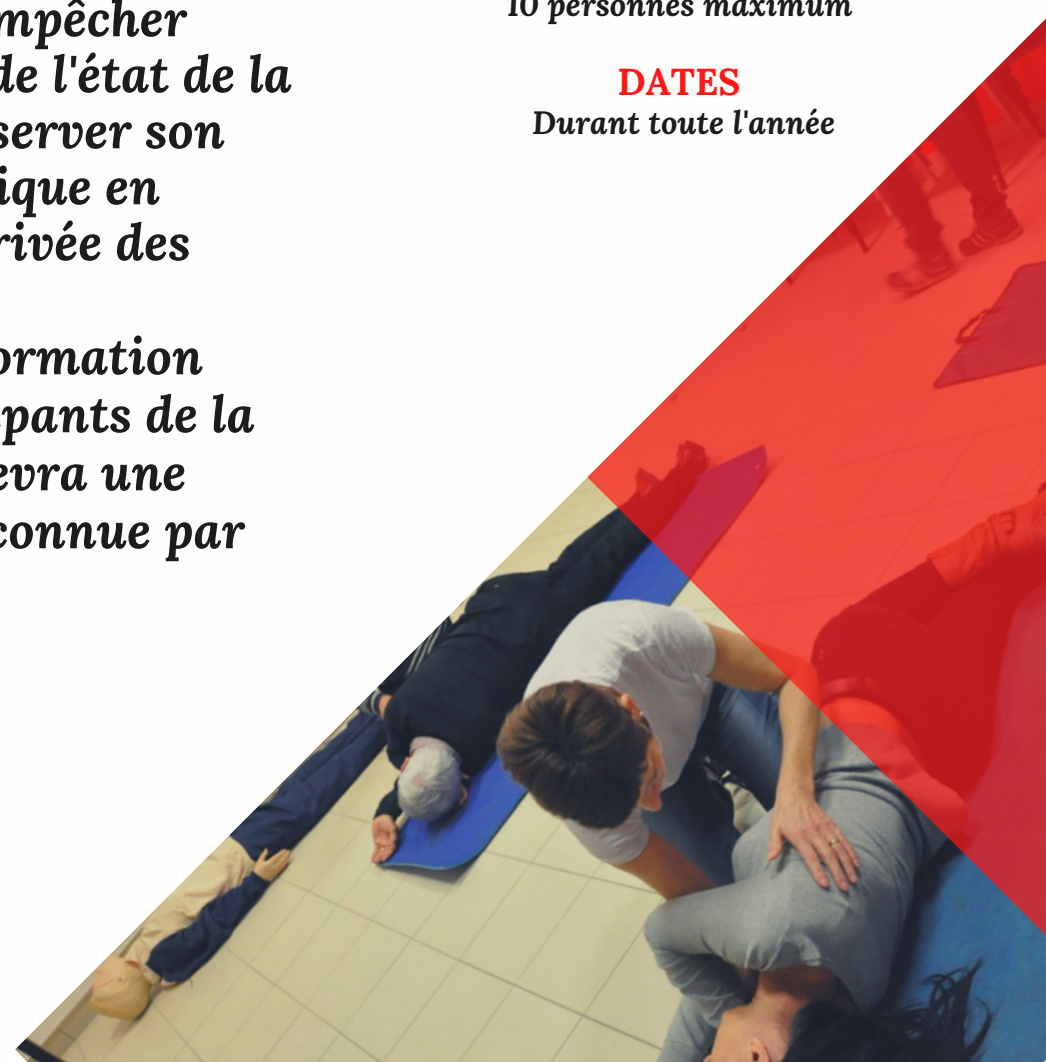 mpêcher
de l'état de la
server son
ique en
rivée des
ormation
pants de la
evra une
connue par
10 personnes maximum
DATES
Durant toute l'année